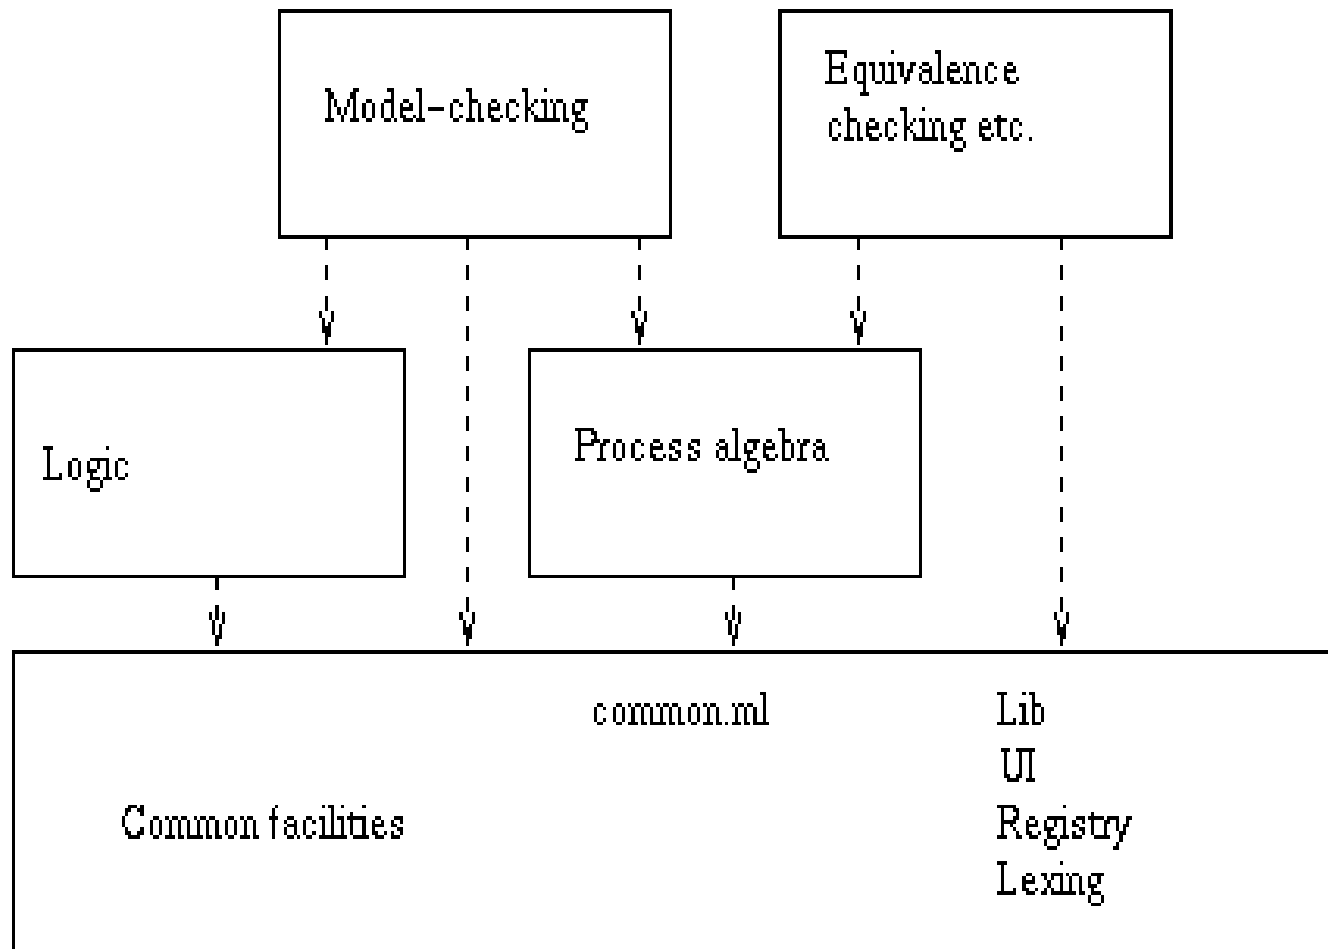 Model-checking
Equivalence
checking etc.
Logic
Process algebra
Common facilities
common.ml
Lib
UI
Registry
Lexing